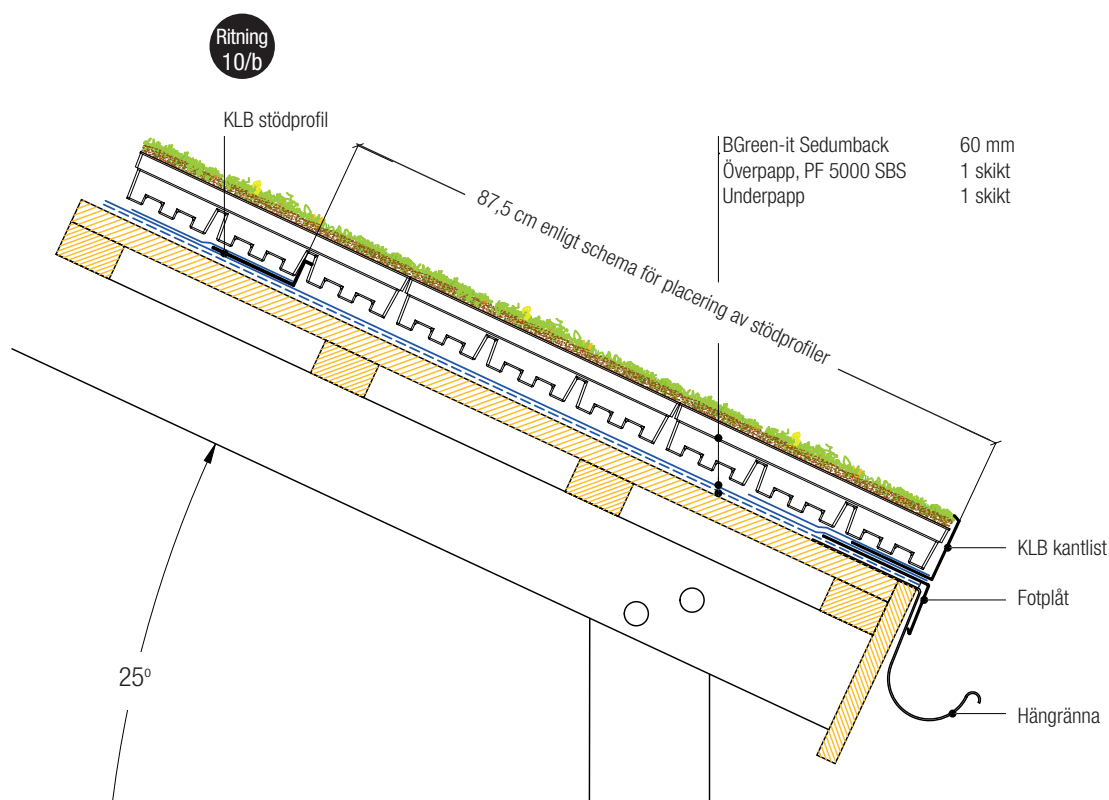 Ritning
10/b
KLB stödprofil
BGreen-it Sedumback 60 mm
Överpapp, PF 5000 SBS 1 skikt
Underpapp 1 skikt
87,5 cm enligt schema för placering av stödprofiler
KLB kantlist
Fotplåt
25°
Hängränna